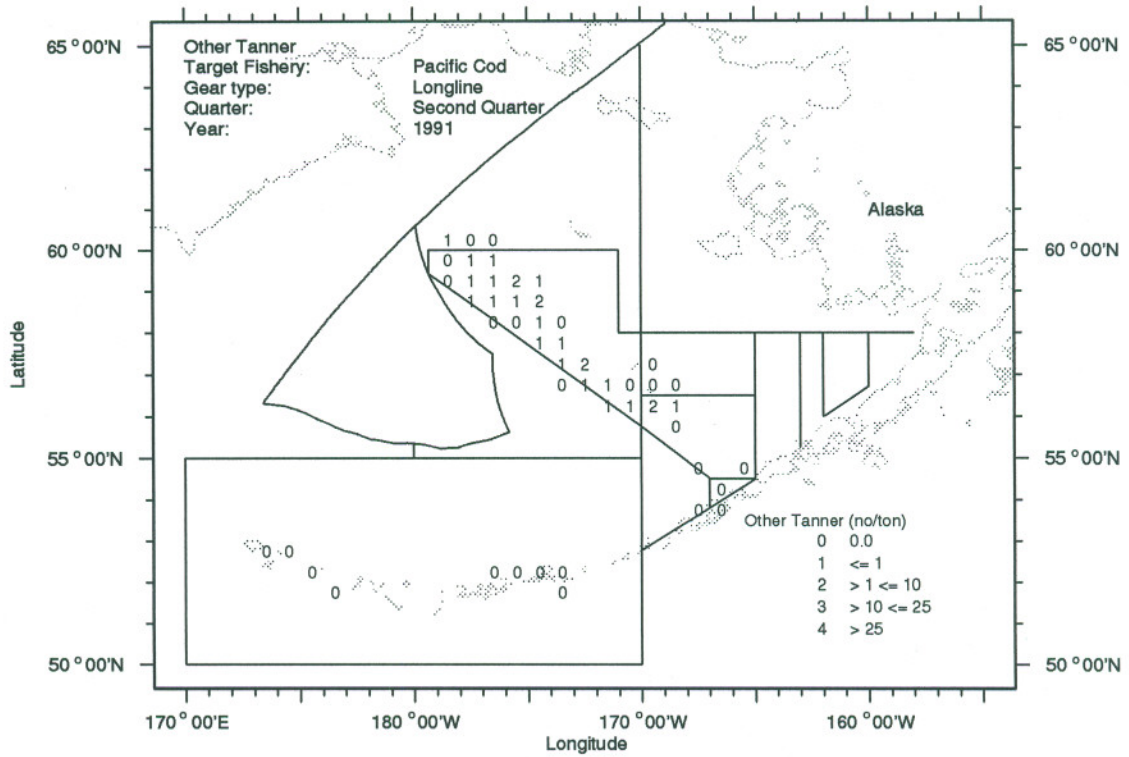 65°00'N 65°00'N
Other Tanner
Target Fishery: Pacific Cod
Gear type: Longline
Quarter: Second Quarter
Year: 1991
Alaska
60°00'N 60°00'N
1 0 0
0 1 1
0 1 1 2 1
1 1 1 2
0 0 1 0
1 1
1 2 0
0 1 1 0 0 0
1 1 2 1
0
Latitude
55°00'N 55°00'N
0 0
0
0 0
Other Tanner (no/ton)
0 0.0
1 <= 1
2 > 1 <= 10
3 > 10 <= 25
4 > 25
0 0
0 0 0 0 0
0 0
50°00'N 50°00'N
170°00'E 180°00'W 170°00'W 160°00'W
Longitude